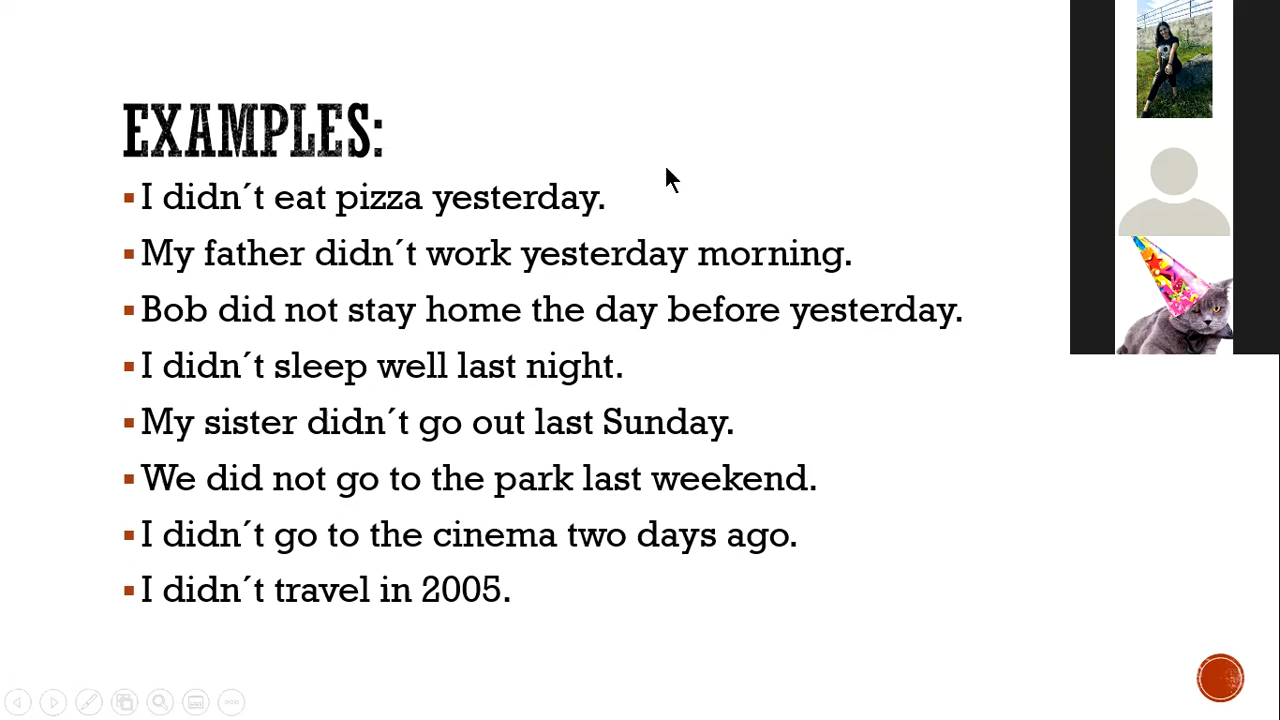 EXAMPLES:
I didn´t eat pizza yesterday.
My father didn´t work yesterday morning.
Bob did not stay home the day before yesterday.
I didn´t sleep well last night.
My sister didn´t go out last Sunday.
We did not go to the park last weekend.
I didn´t go to the cinema two days ago.
I didn´t travel in 2005.